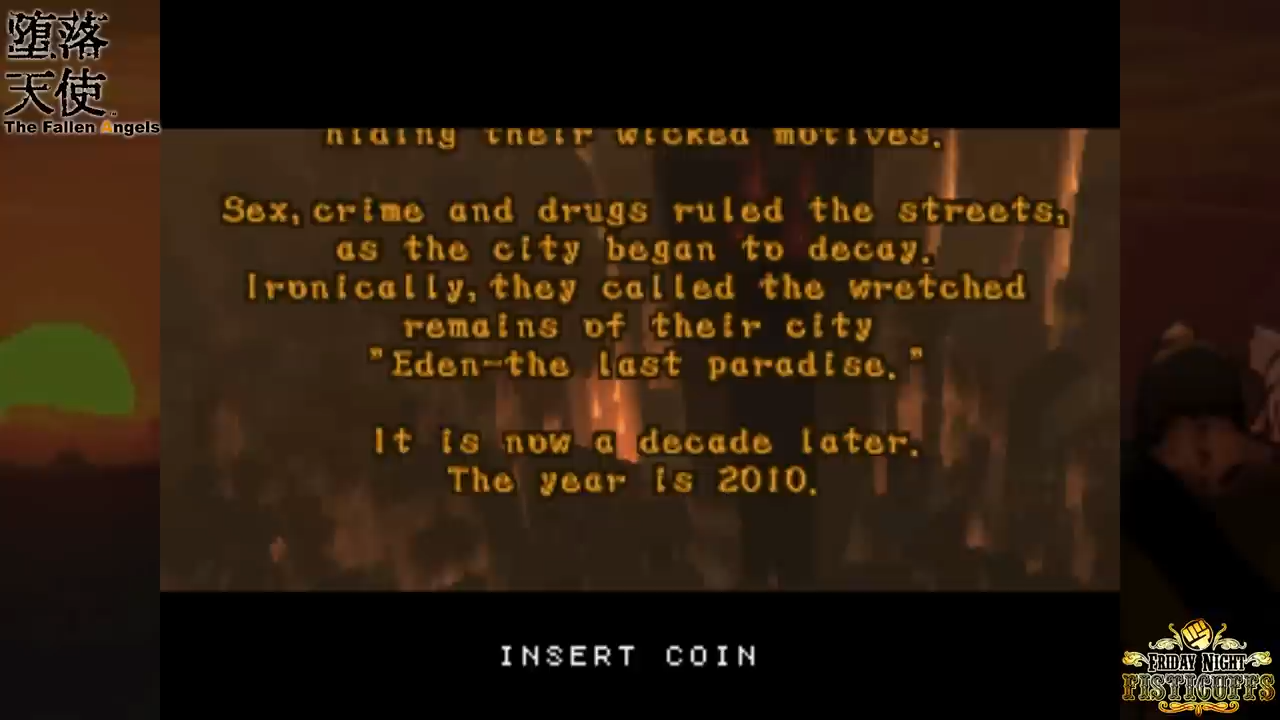 堕落
天使
The Fallen Angels
hiding their wicked motives.
Sex, crime and drugs ruled the streets,
as the city began to decay.
Ironically, they called the wretched
remains of their city
"Eden-the last paradise."
It is now a decade later.
The year is 2010.
INSERT COIN
FRIDAY NIGHT
FISTICUFFS